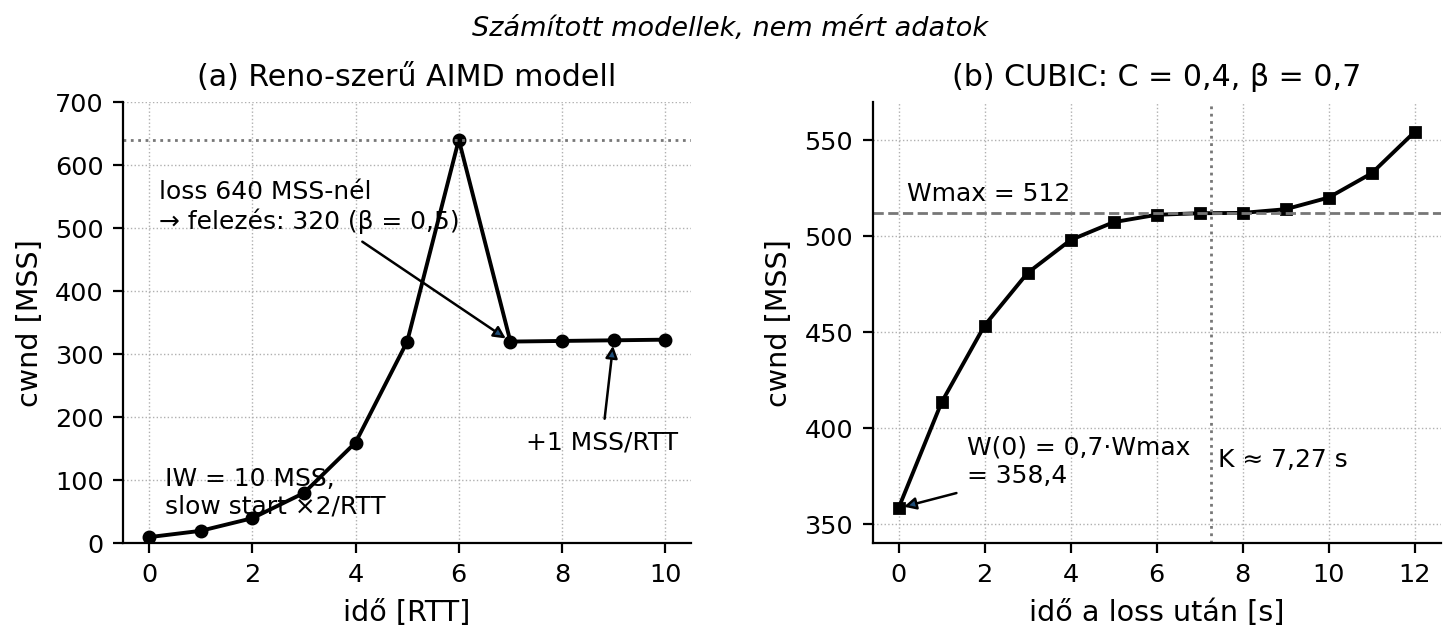 Számított modellek, nem mért adatok
(a) Reno-szerű AIMD modell
cwnd [MSS]
700
600
500
400
300
200
100
0
loss 640 MSS-nél
→ felezés: 320 (β = 0,5)
+1 MSS/RTT
IW = 10 MSS,
slow start ×2/RTT
0 2 4 6 8 10
idő [RTT]
(b) CUBIC: C = 0,4, β = 0,7
cwnd [MSS]
550
500
450
400
350
Wmax = 512
W(0) = 0,7·Wmax
= 358,4
K ≈ 7,27 s
0 2 4 6 8 10 12
idő a loss után [s]